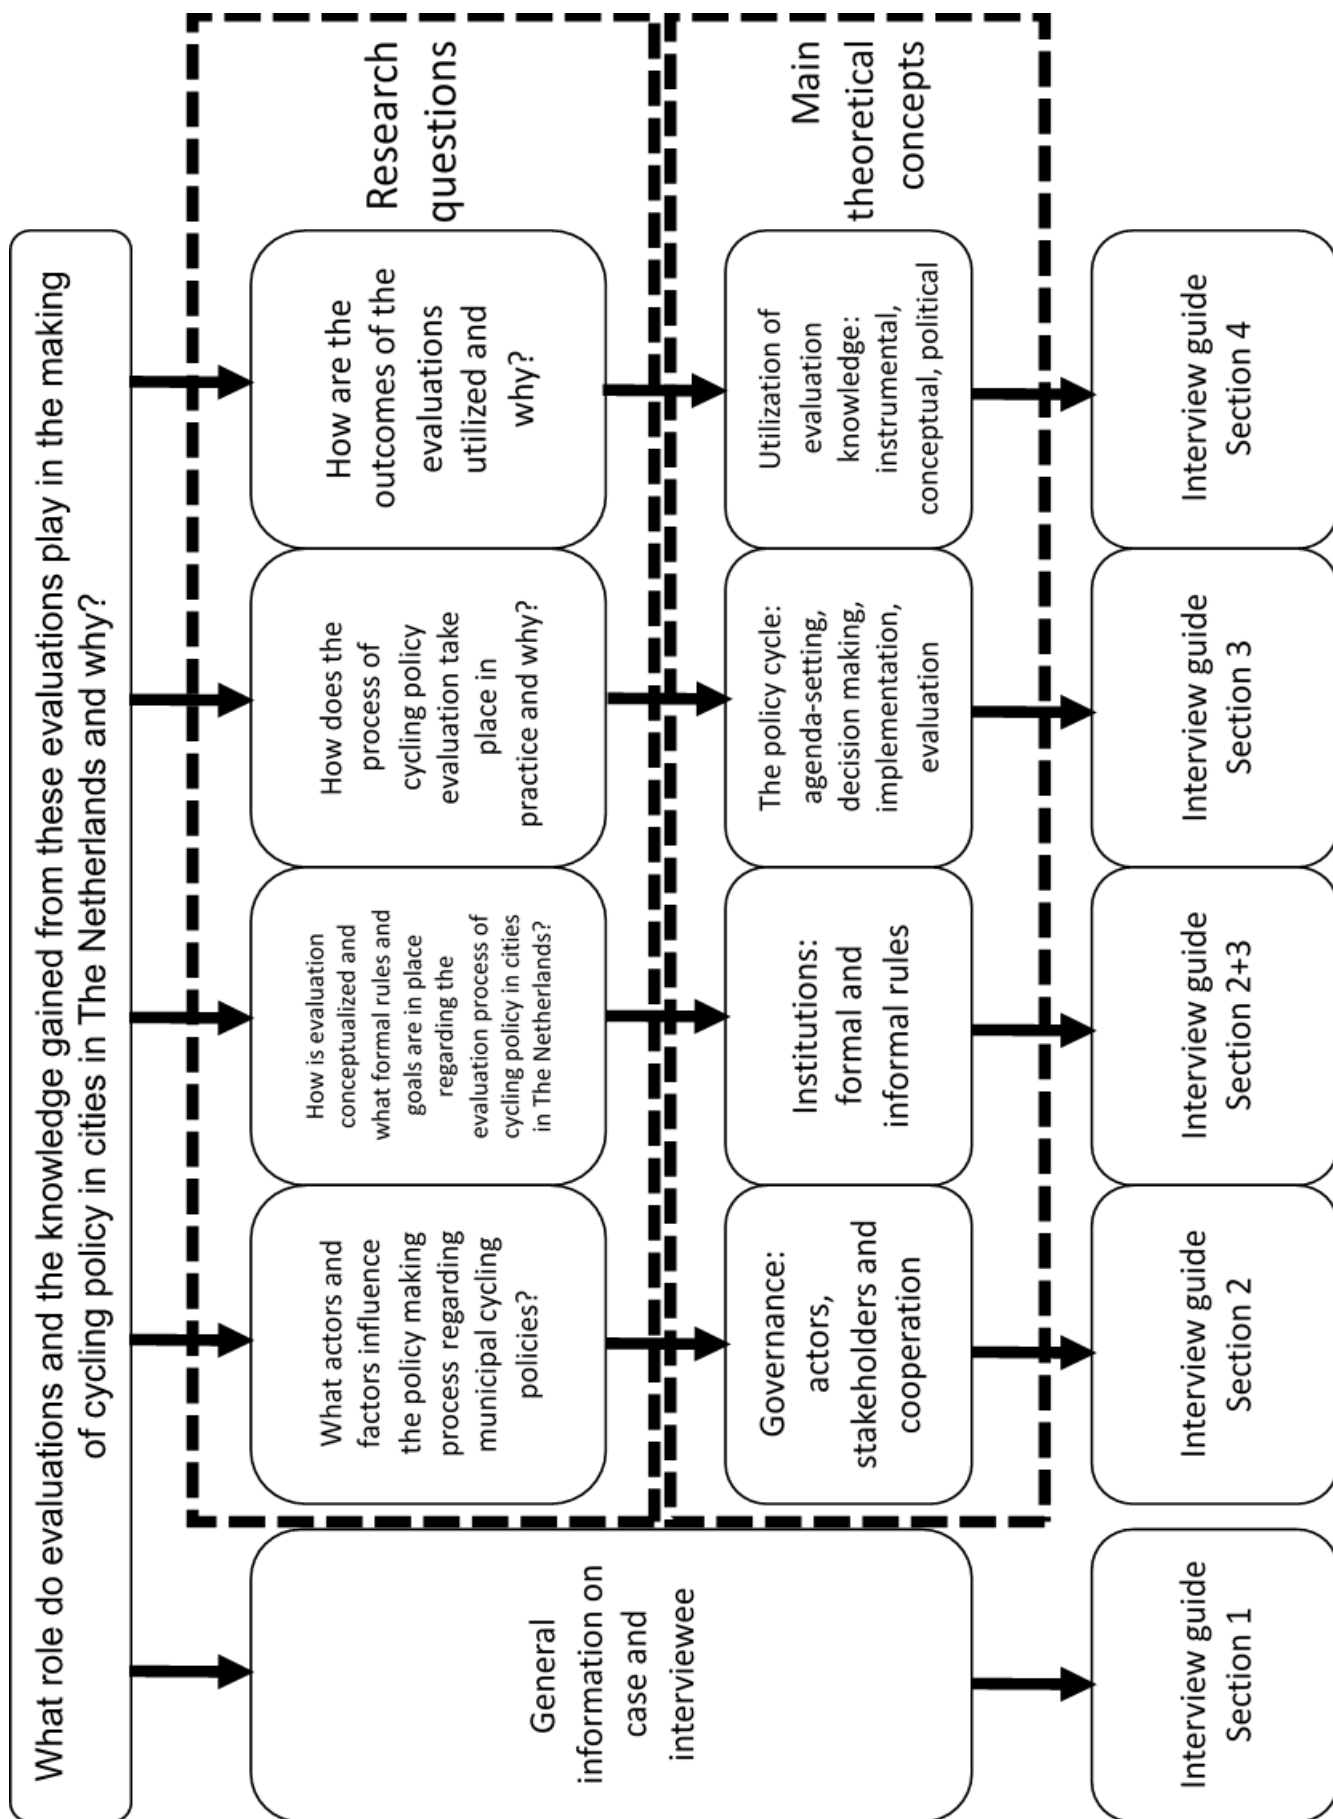 What role do evaluations and the knowledge gained from these evaluations play in the making
of cycling policy in cities in The Netherlands and why?
General
information on
case and
interviewee
What actors and
factors influence
the policy making
process regarding
municipal cycling
policies?
How is evaluation
conceptualized and
what formal rules and
goals are in place
regarding the
evaluation process of
cycling policy in cities
in The Netherlands?
How does the
process of
cycling policy
evaluation take
place in
practice and why?
How are the
outcomes of the
evaluations
utilized and
why?
Research
questions
Governance:
actors,
stakeholders and
cooperation
Institutions:
formal and
informal rules
The policy cycle:
agenda-setting,
decision making,
implementation,
evaluation
Utilization of
evaluation
knowledge:
instrumental,
conceptual, political
Main
theoretical
concepts
Interview guide
Section 1
Interview guide
Section 2
Interview guide
Section 2+3
Interview guide
Section 3
Interview guide
Section 4